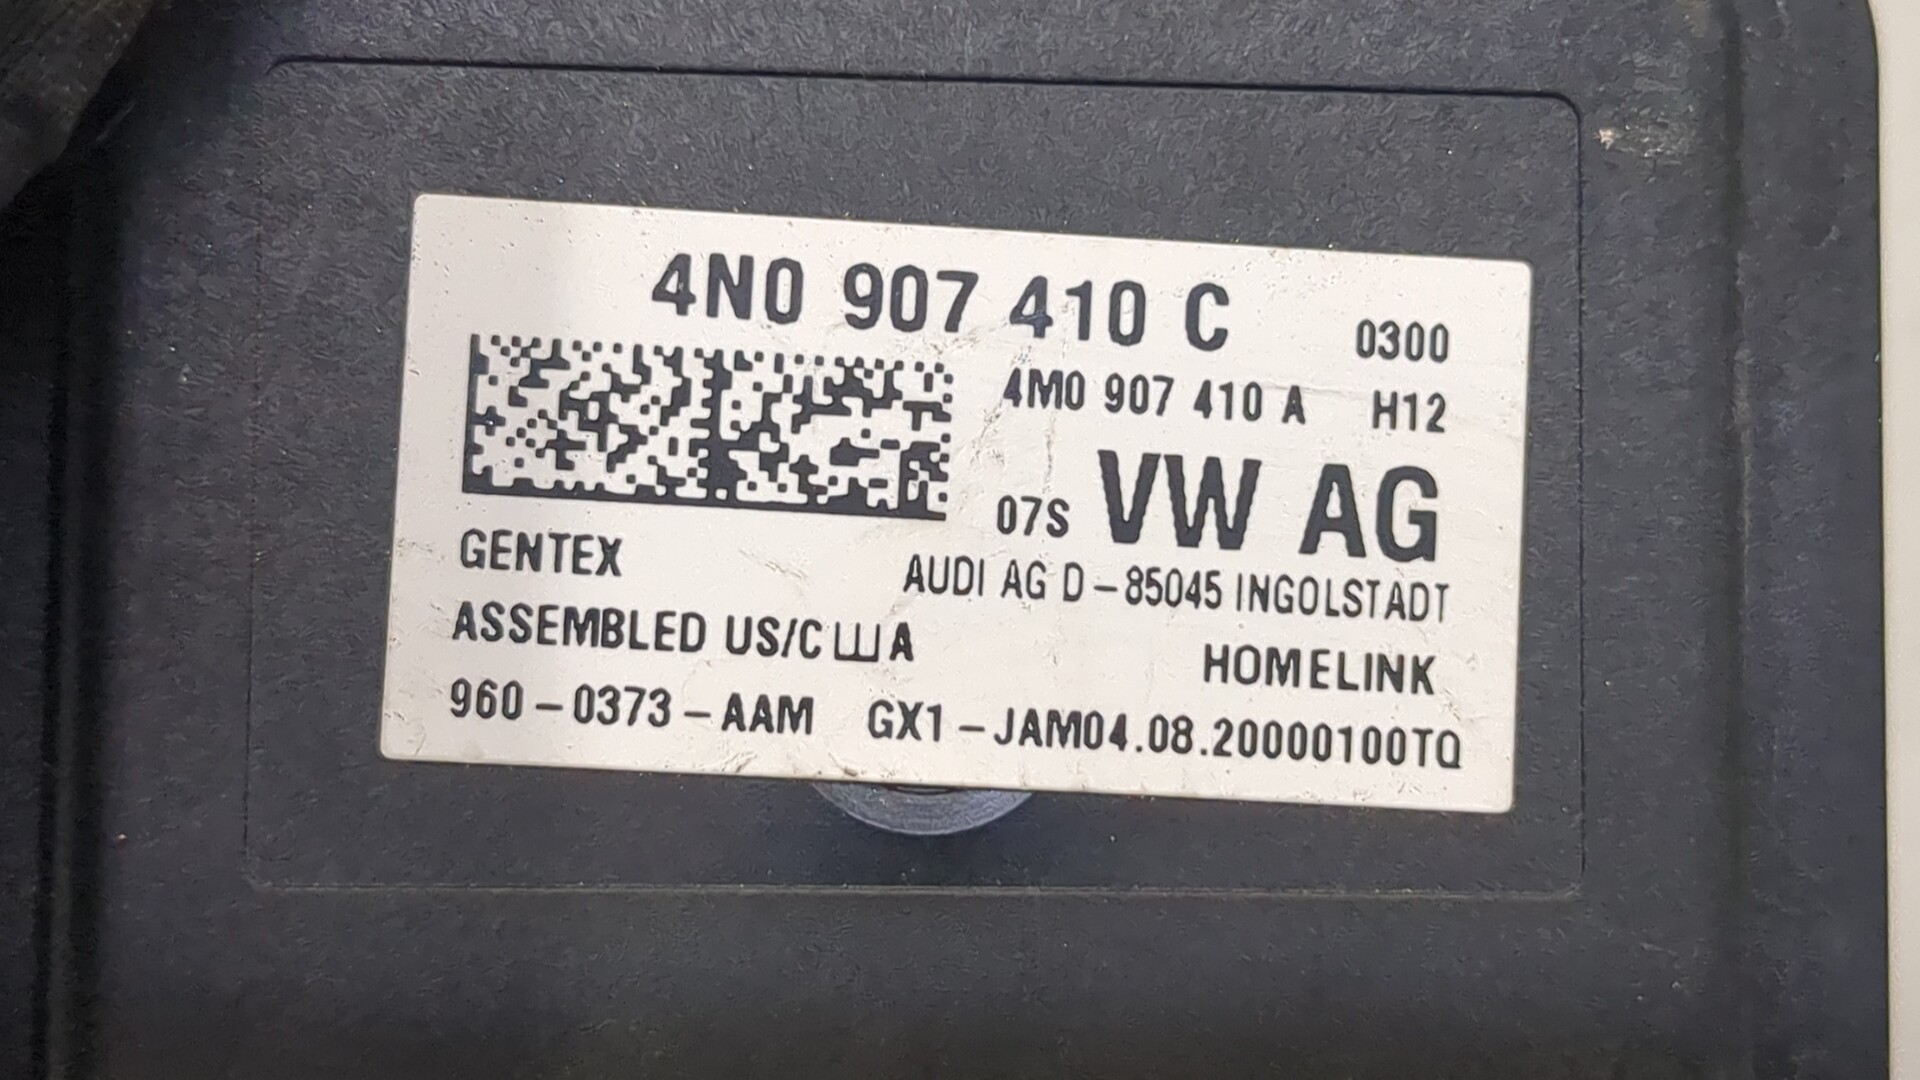 4N0 907 410 C 0300
4M0 907 410 A H12
07S VW AG
GENTEX
AUDI AG D-85045 INGOLSTADT
ASSEMBLED US/CША
HOMELINK
960-0373-AAM GX1-JAM04.08.20000100TQ